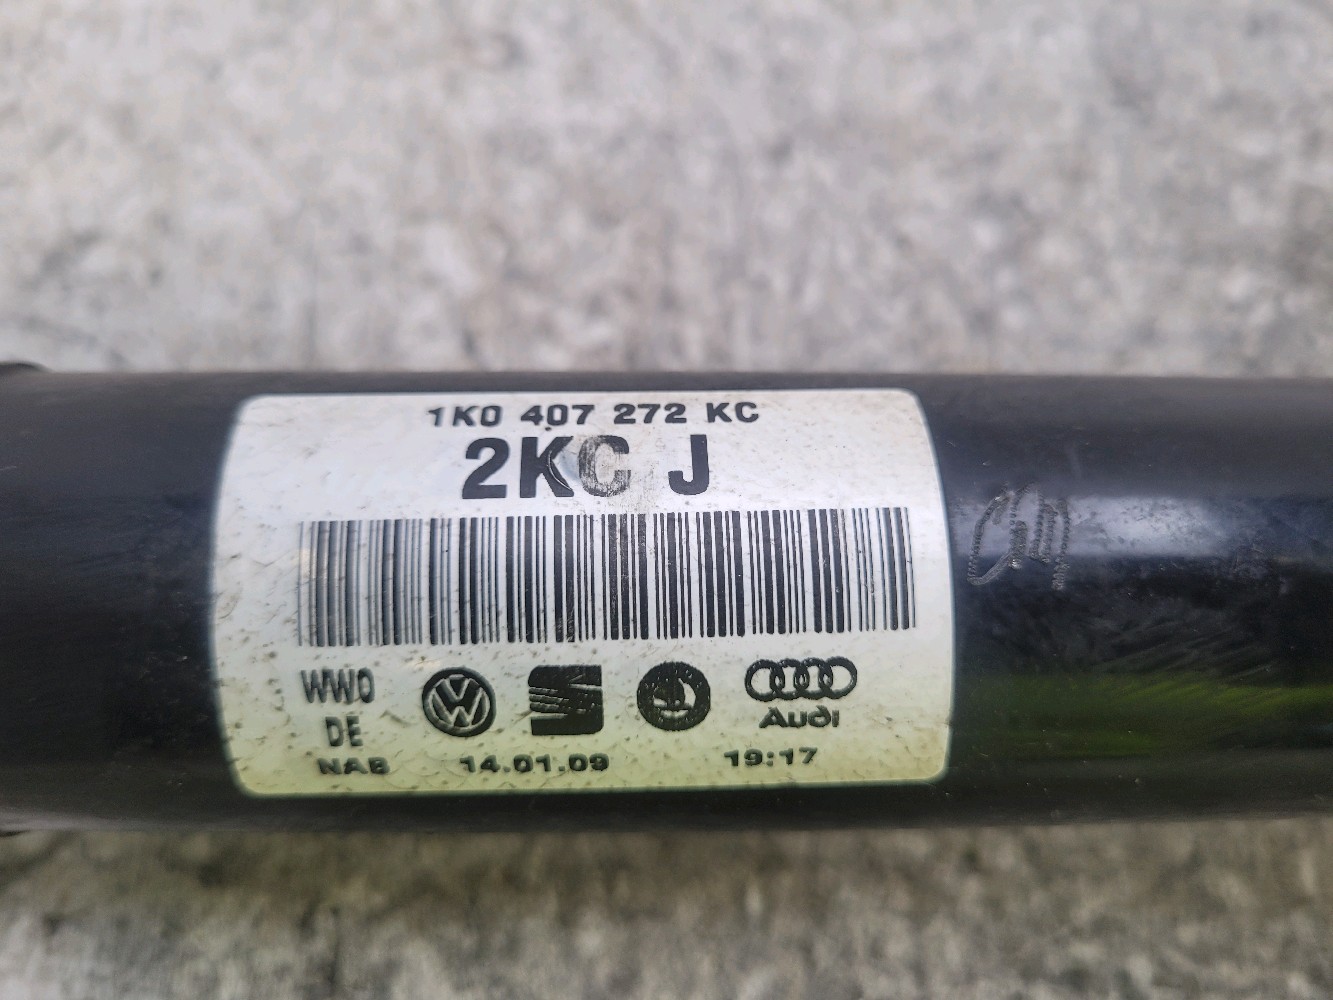 1K0 407 272 KC
2KC J
WWO
DE
NAB
Audi
14.01.09
19:17